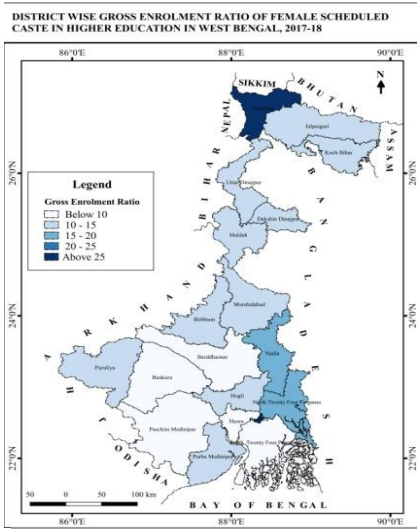 DISTRICT WISE GROSS ENROLMENT RATIO OF FEMALE SCHEDULED
CASTE IN HIGHER EDUCATION IN WEST BENGAL, 2017-18
86°0'E 88°0'E 90°0'E
SIKKIM
BHUTAN
N
NEPAL
Jalpaiguri
Koch Bihar
ASSAM
26°0'N
26°0'N
BIHAR
Uttar Dinajpur
Dakshin Dinajpur
Maldah
BANGLADESH
Legend
Gross Enrolment Ratio
Below 10
10 - 15
15 - 20
20 - 25
Above 25
24°0'N
24°0'N
JHARKHAND
Murshidabad
Birbhum
Barddhaman
Nadia
Puruliya
Bankura
Hugli
North Twenty Four Parganas
Haora
Paschim Medinipur
Twenty Four
Purba Medinipur
22°0'N
22°0'N
ODISHA
50 0 50 100 km
BAY OF BENGAL
86°0'E 88°0'E 90°0'E